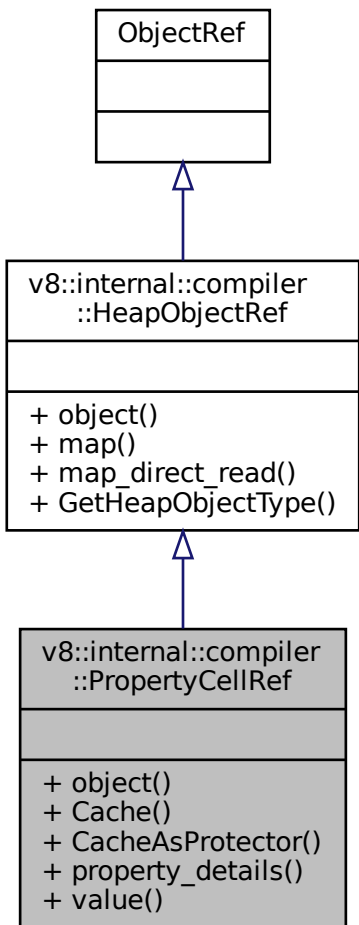 ObjectRef
v8::internal::compiler
::HeapObjectRef
+ object()
+ map()
+ map_direct_read()
+ GetHeapObjectType()
v8::internal::compiler
::PropertyCellRef
+ object()
+ Cache()
+ CacheAsProtector()
+ property_details()
+ value()